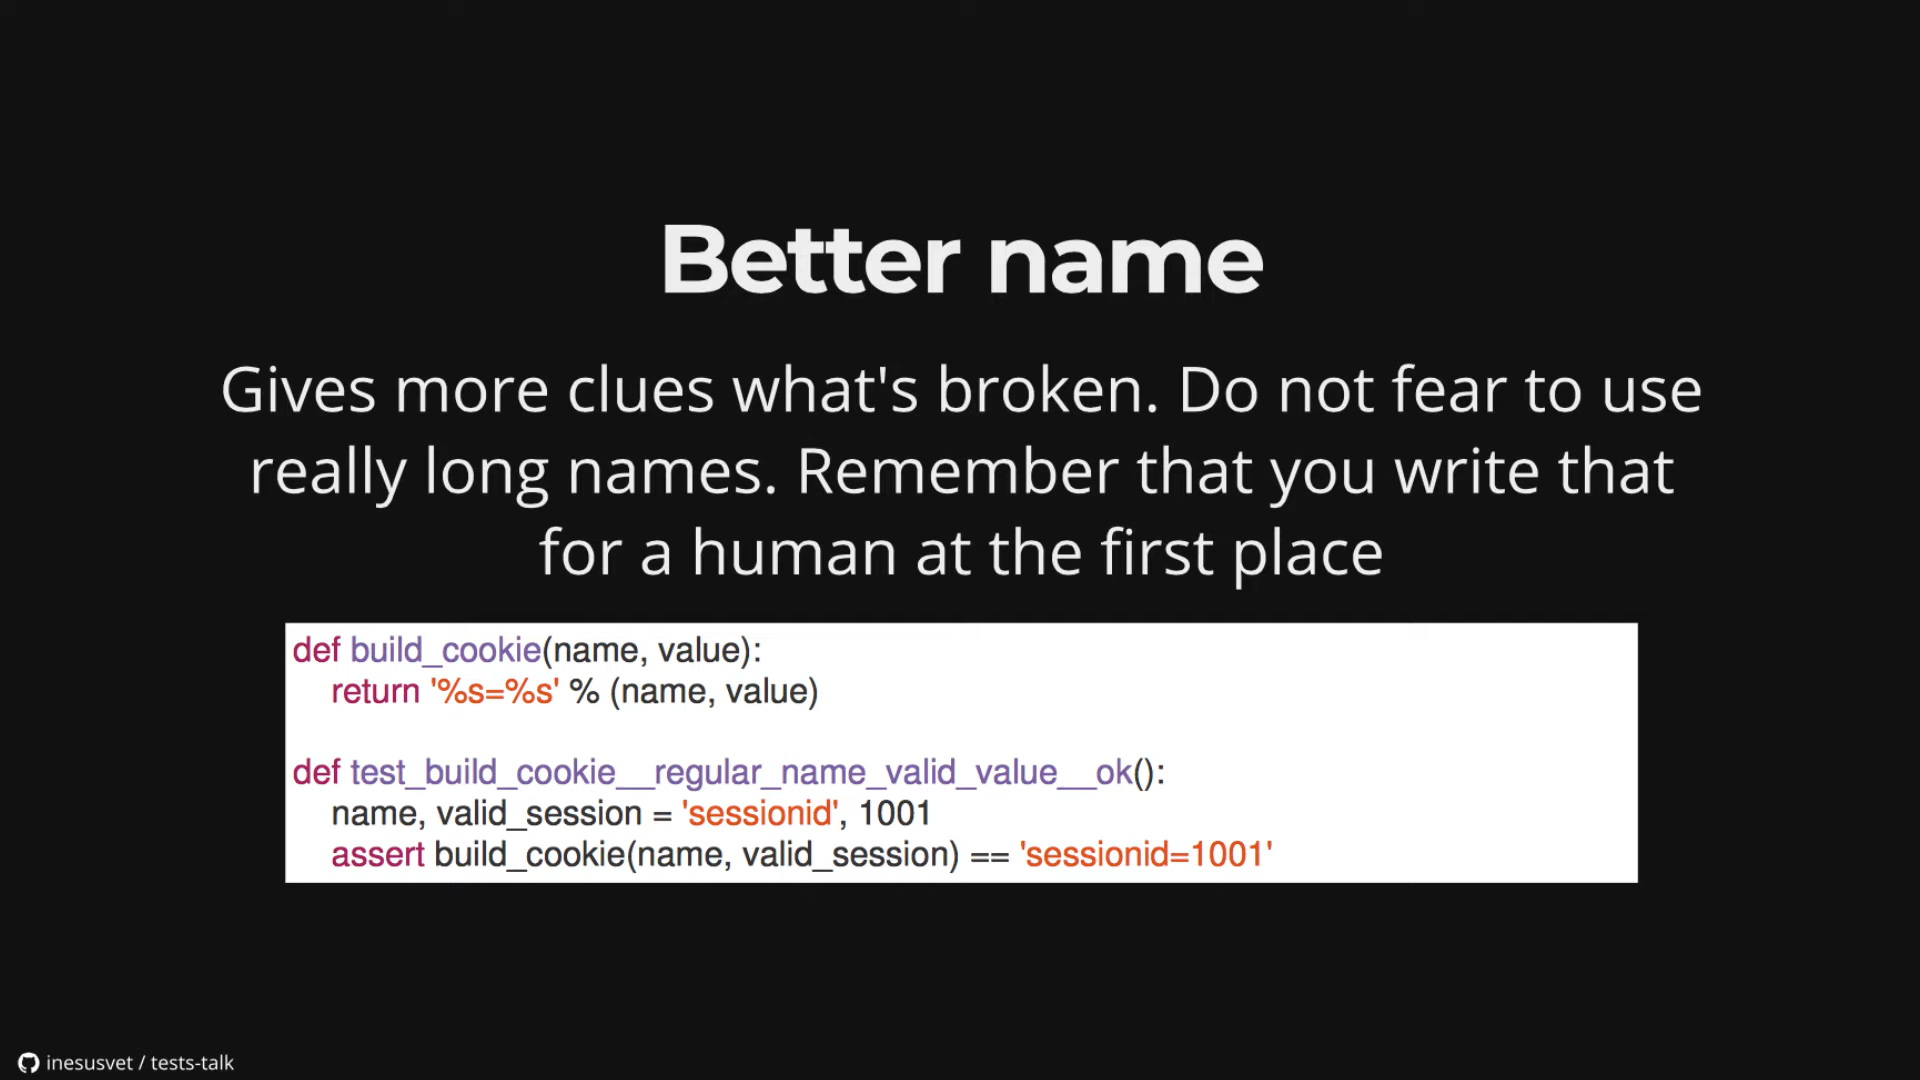 Better name
Gives more clues what's broken. Do not fear to use
really long names. Remember that you write that
for a human at the first place
def build_cookie(name, value):
    return '%s=%s' % (name, value)
def test_build_cookie__regular_name_valid_value__ok():
    name, valid_session = 'sessionid', 1001
    assert build_cookie(name, valid_session) == 'sessionid=1001'
inesusvet / tests-talk